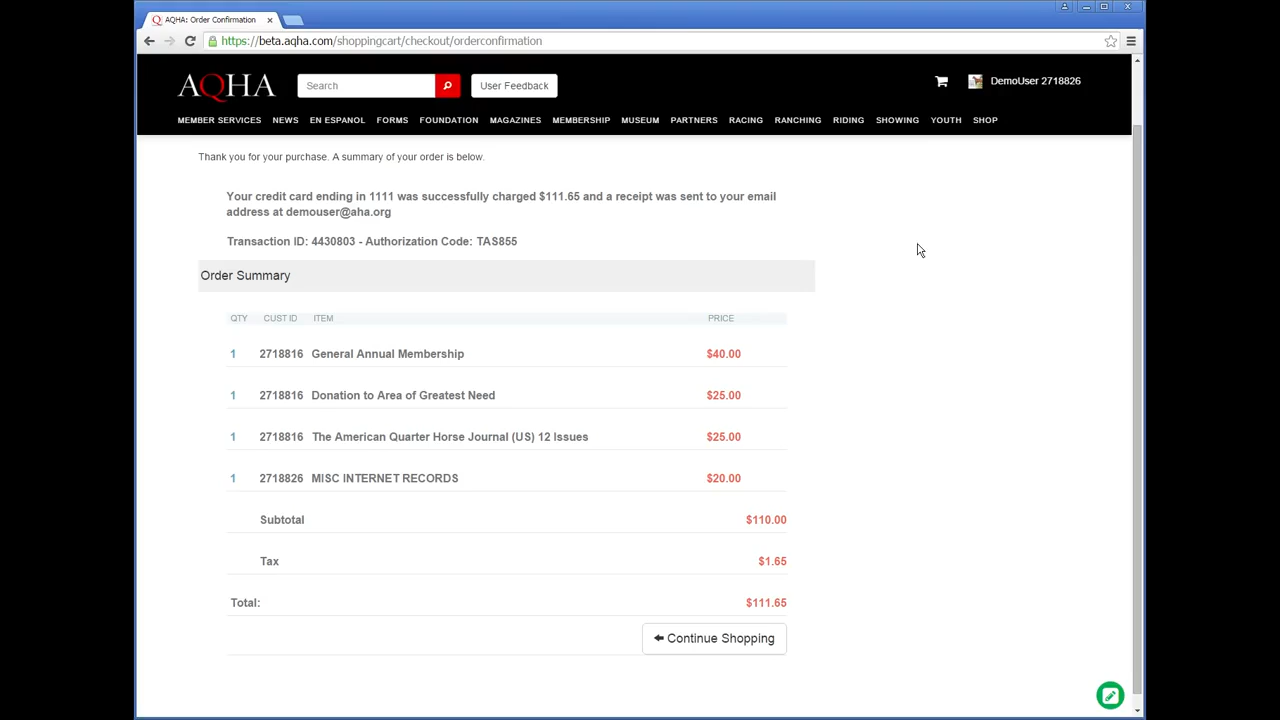 AQHA: Order Confirmation
https://beta.aqha.com/shoppingcart/checkout/orderconfirmation
AQHA Search User Feedback DemoUser 2718826
MEMBER SERVICES NEWS EN ESPANOL FORMS FOUNDATION MAGAZINES MEMBERSHIP MUSEUM PARTNERS RACING RANCHING RIDING SHOWING YOUTH SHOP
Thank you for your purchase. A summary of your order is below.
Your credit card ending in 1111 was successfully charged $111.65 and a receipt was sent to your email
address at demouser@aha.org
Transaction ID: 4430803 - Authorization Code: TAS855
Order Summary
QTY CUST ID ITEM PRICE
1 2718816 General Annual Membership $40.00
1 2718816 Donation to Area of Greatest Need $25.00
1 2718816 The American Quarter Horse Journal (US) 12 Issues $25.00
1 2718826 MISC INTERNET RECORDS $20.00
Subtotal $110.00
Tax $1.65
Total: $111.65
Continue Shopping